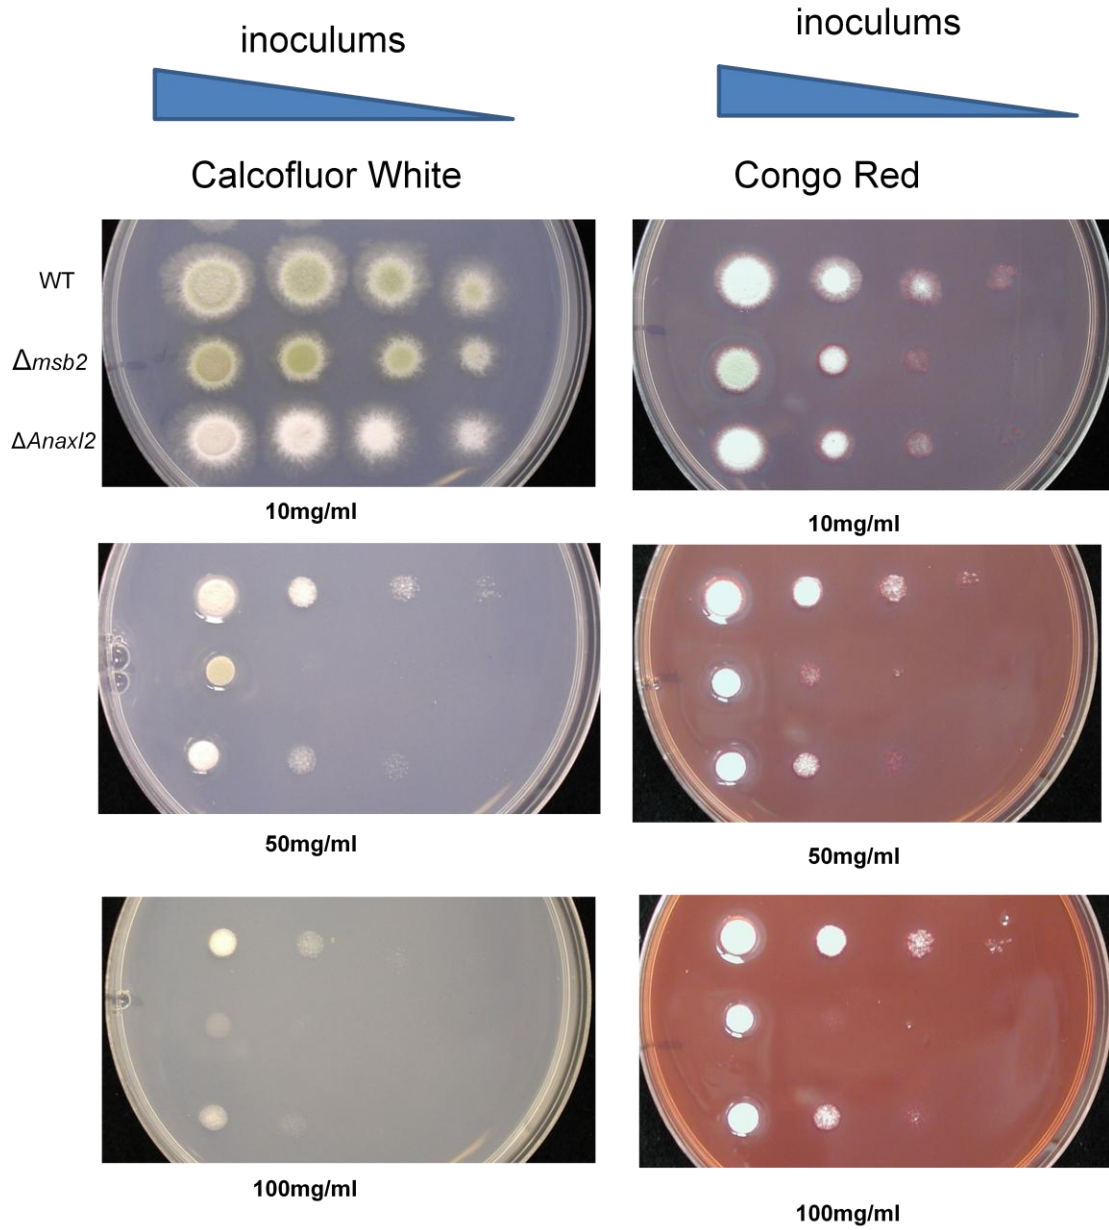 inoculums
inoculums
Calcofluor White
Congo Red
WT
Δmsb2
ΔAnaxl2
10mg/ml
10mg/ml
50mg/ml
50mg/ml
100mg/ml
100mg/ml